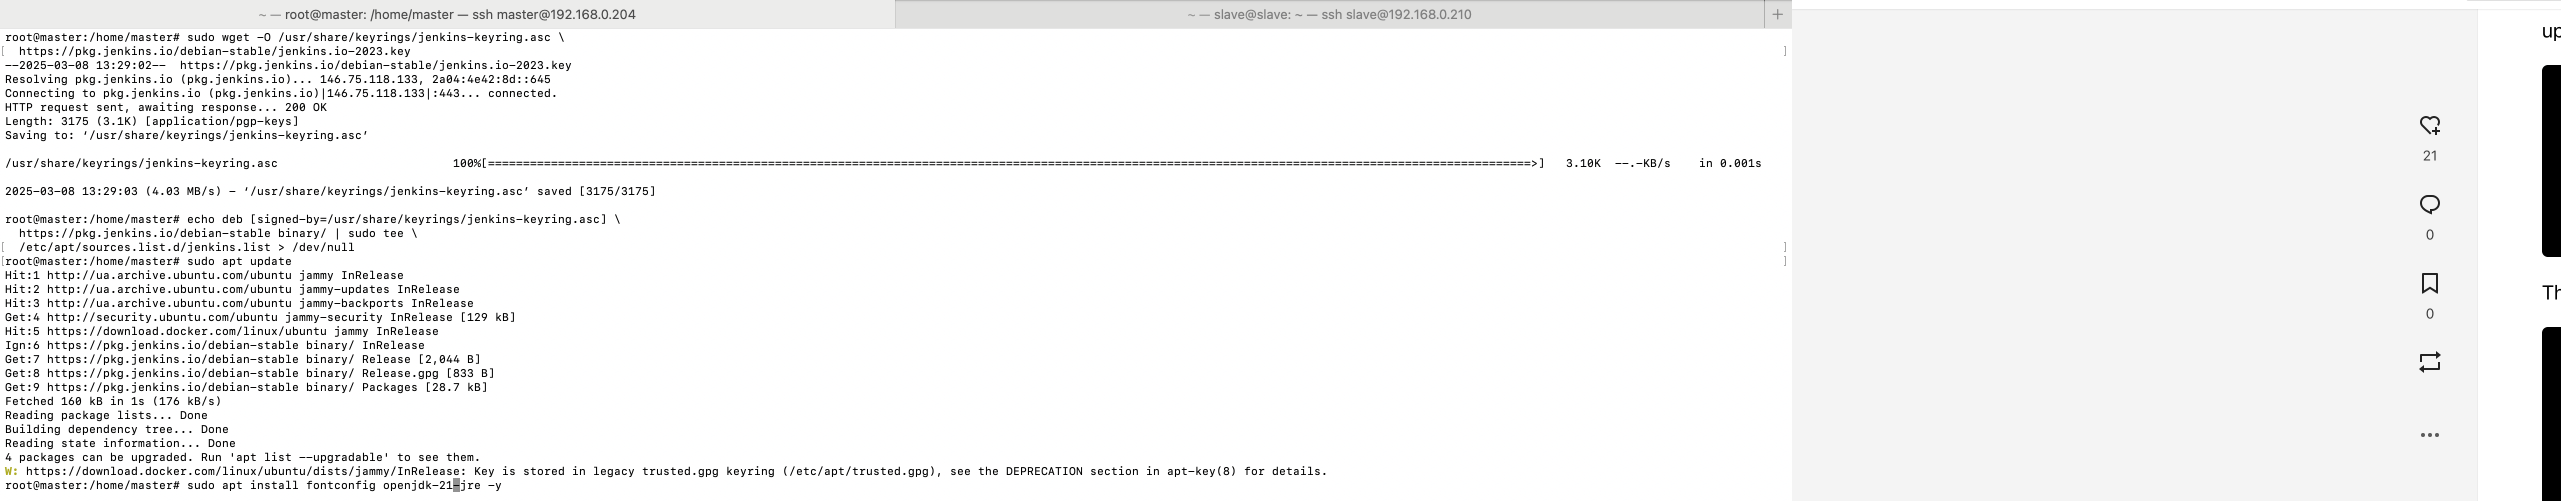 ~ — root@master: /home/master — ssh master@192.168.0.204
~ — slave@slave: ~ — ssh slave@192.168.0.210
+
root@master:/home/master# sudo wget -O /usr/share/keyrings/jenkins-keyring.asc \
[  https://pkg.jenkins.io/debian-stable/jenkins.io-2023.key ]
--2025-03-08 13:29:02--  https://pkg.jenkins.io/debian-stable/jenkins.io-2023.key
Resolving pkg.jenkins.io (pkg.jenkins.io)... 146.75.118.133, 2a04:4e42:8d::645
Connecting to pkg.jenkins.io (pkg.jenkins.io)|146.75.118.133|:443... connected.
HTTP request sent, awaiting response... 200 OK
Length: 3175 (3.1K) [application/pgp-keys]
Saving to: ‘/usr/share/keyrings/jenkins-keyring.asc’
/usr/share/keyrings/jenkins-keyring.asc 100%[=====================================================================================================================================================>] 3.10K --.-KB/s in 0.001s
2025-03-08 13:29:03 (4.03 MB/s) - ‘/usr/share/keyrings/jenkins-keyring.asc’ saved [3175/3175]
root@master:/home/master# echo deb [signed-by=/usr/share/keyrings/jenkins-keyring.asc] \
  https://pkg.jenkins.io/debian-stable binary/ | sudo tee \
[  /etc/apt/sources.list.d/jenkins.list > /dev/null ]
[root@master:/home/master# sudo apt update ]
Hit:1 http://ua.archive.ubuntu.com/ubuntu jammy InRelease
Hit:2 http://ua.archive.ubuntu.com/ubuntu jammy-updates InRelease
Hit:3 http://ua.archive.ubuntu.com/ubuntu jammy-backports InRelease
Get:4 http://security.ubuntu.com/ubuntu jammy-security InRelease [129 kB]
Hit:5 https://download.docker.com/linux/ubuntu jammy InRelease
Ign:6 https://pkg.jenkins.io/debian-stable binary/ InRelease
Get:7 https://pkg.jenkins.io/debian-stable binary/ Release [2,044 B]
Get:8 https://pkg.jenkins.io/debian-stable binary/ Release.gpg [833 B]
Get:9 https://pkg.jenkins.io/debian-stable binary/ Packages [28.7 kB]
Fetched 160 kB in 1s (176 kB/s)
Reading package lists... Done
Building dependency tree... Done
Reading state information... Done
4 packages can be upgraded. Run 'apt list --upgradable' to see them.
W: https://download.docker.com/linux/ubuntu/dists/jammy/InRelease: Key is stored in legacy trusted.gpg keyring (/etc/apt/trusted.gpg), see the DEPRECATION section in apt-key(8) for details.
root@master:/home/master# sudo apt install fontconfig openjdk-21-jre -y
21
0
0
up
Th